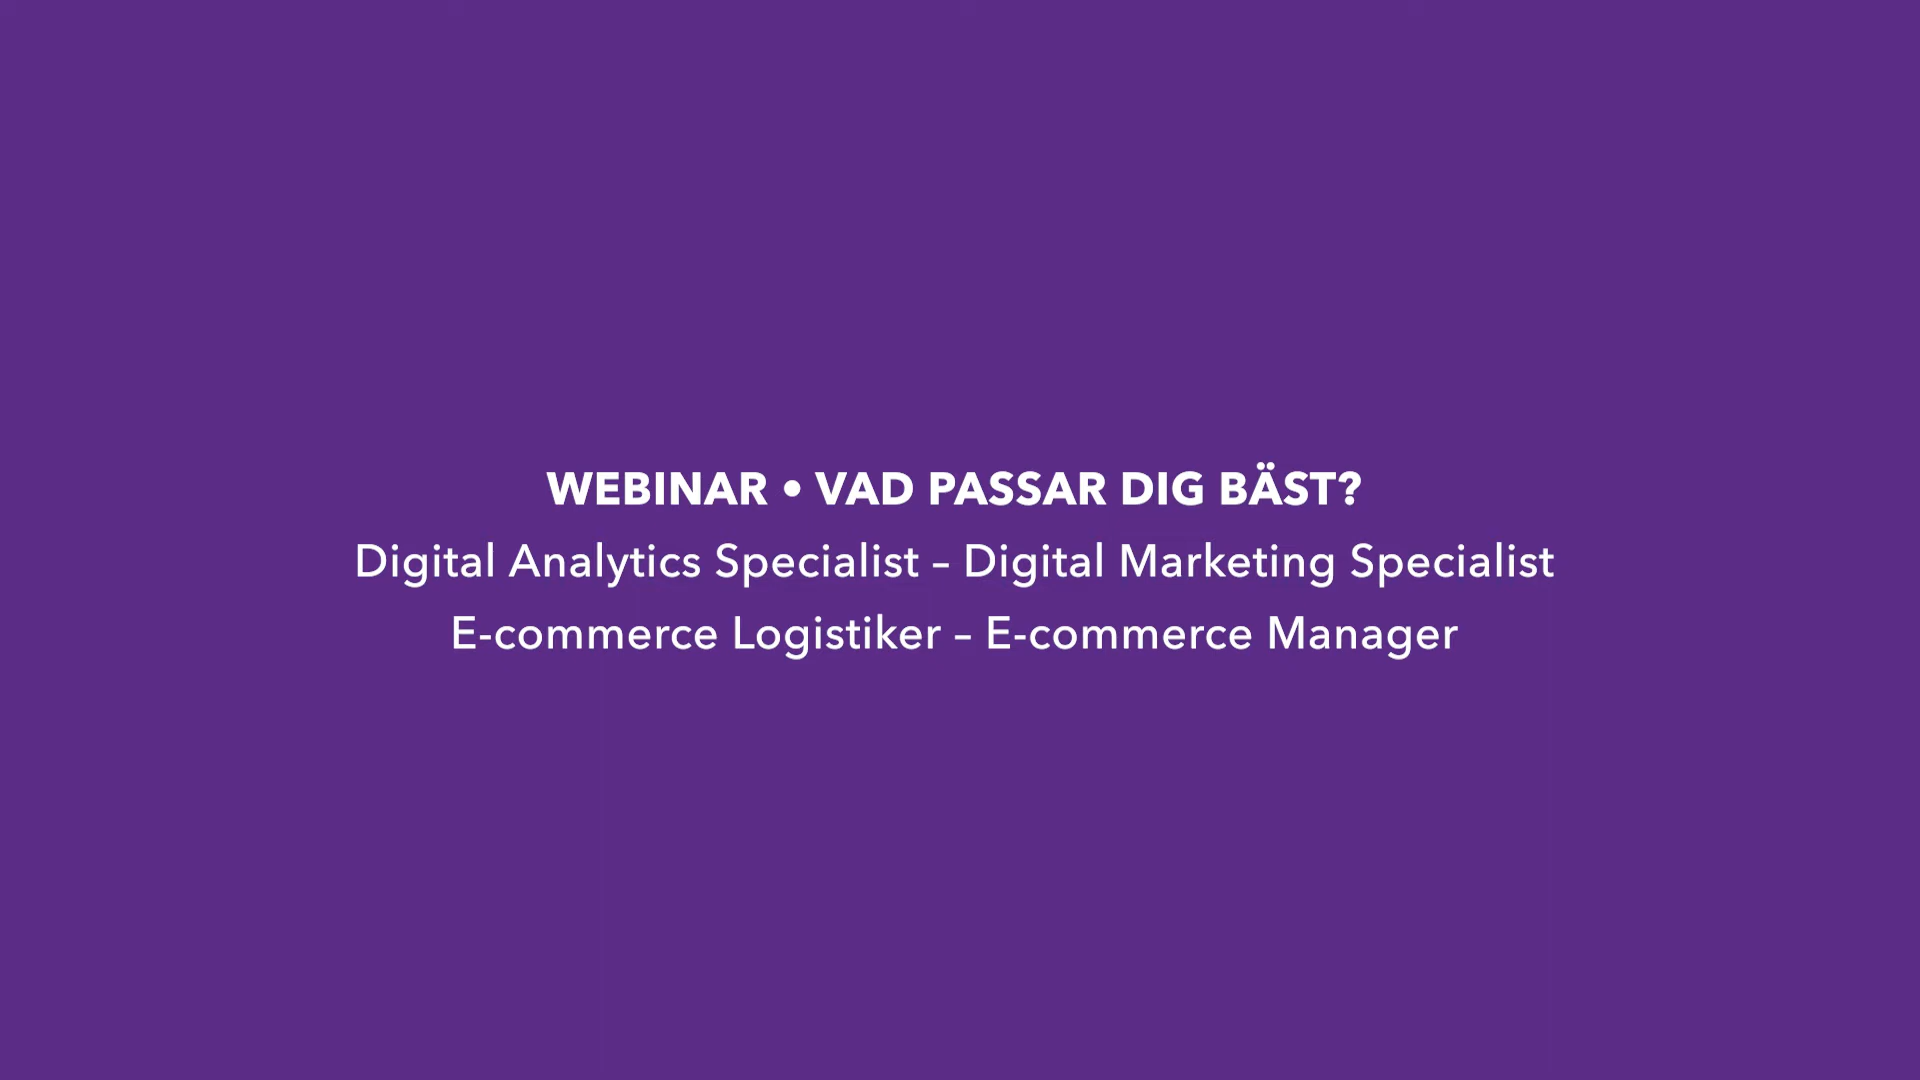 WEBINAR • VAD PASSAR DIG BÄST?
Digital Analytics Specialist – Digital Marketing Specialist
E-commerce Logistiker – E-commerce Manager